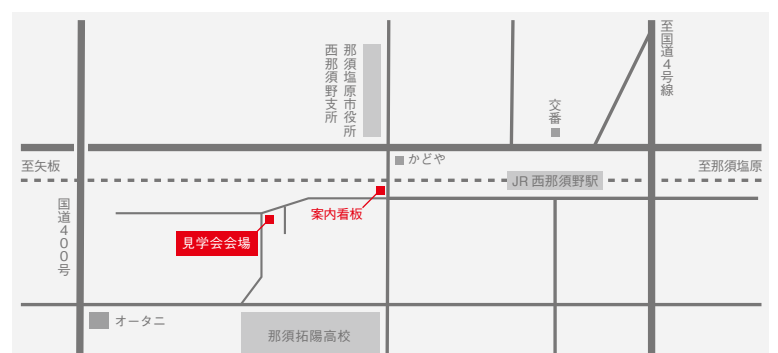 那須塩原市役所
西那須野支所
至国道4号線
交番
かどや
至矢板
至那須塩原
JR 西那須野駅
国道400号
案内看板
見学会会場
オータニ
那須拓陽高校